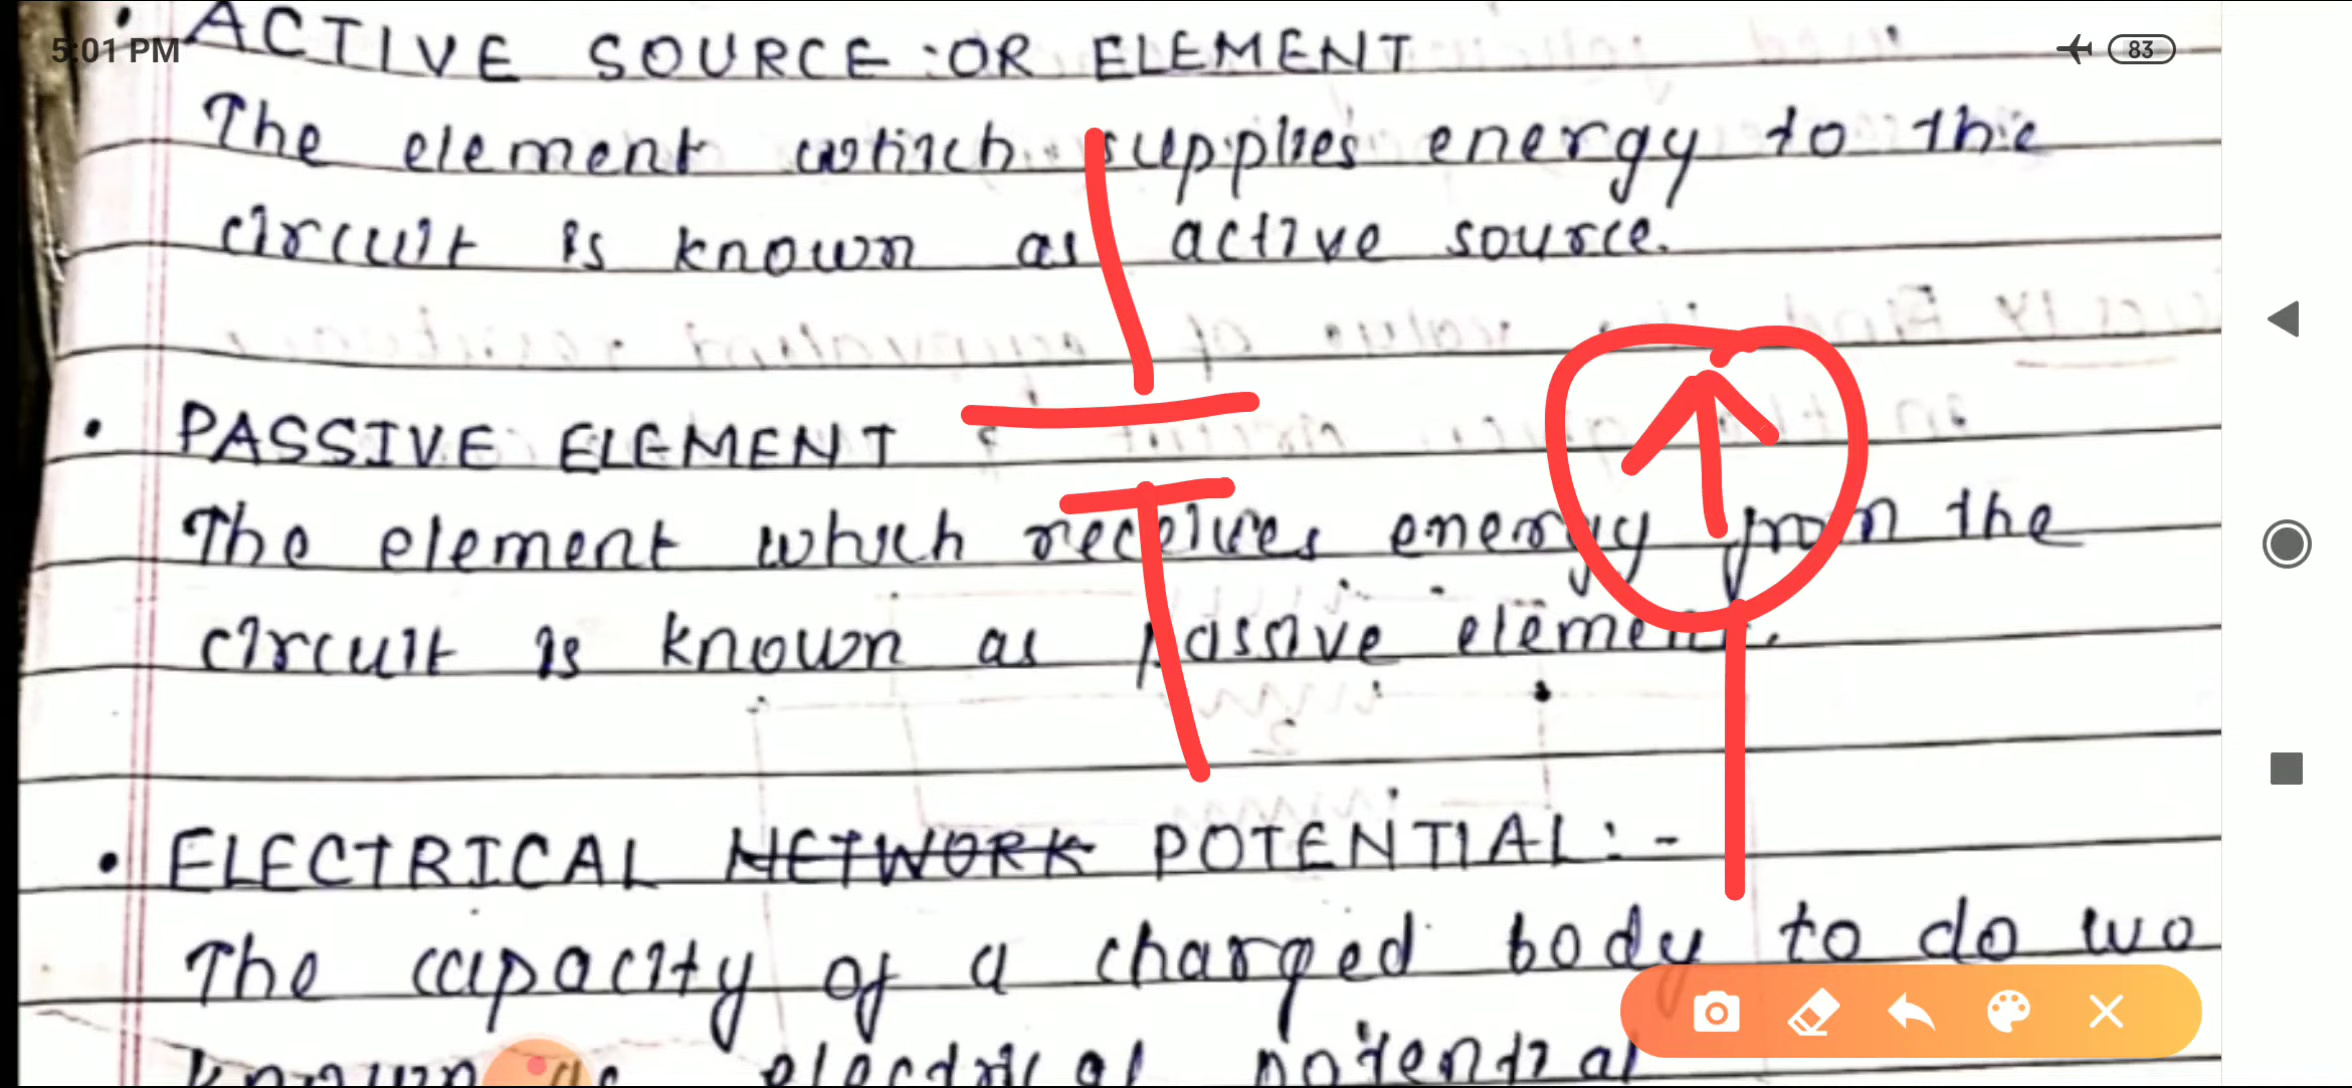 • ACTIVE SOURCE :OR ELEMENT
5:01 PM
83
The element which supplies energy to the
circuit is known as active source.
• PASSIVE ELEMENT
The element which receives energy from the
circuit is known as passive element.
• ELECTRICAL NETWORK POTENTIAL:-
The capacity of a charged body to do wo
known as electrical potential